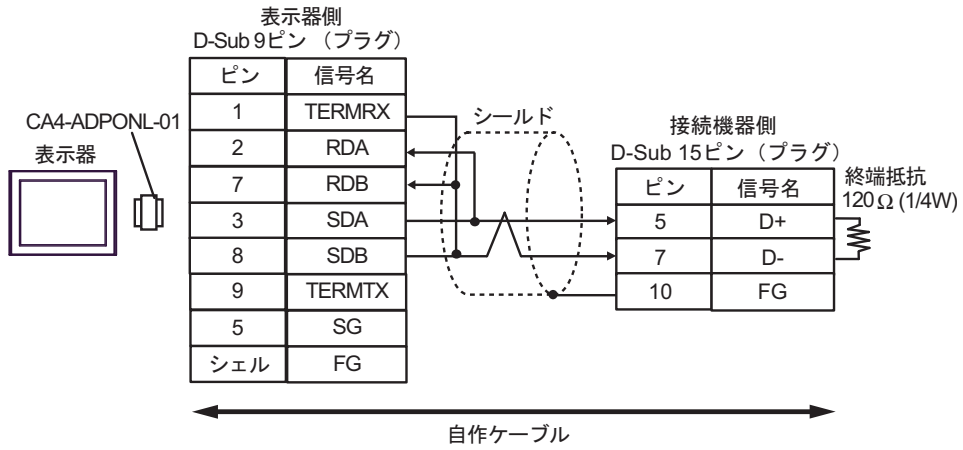 表示器側
D-Sub 9ピン （プラグ）
ピン 信号名
1 TERMRX
2 RDA
7 RDB
3 SDA
8 SDB
9 TERMTX
5 SG
シェル FG
CA4-ADPONL-01
表示器
シールド
接続機器側
D-Sub 15ピン （プラグ）
ピン 信号名
5 D+
7 D-
10 FG
終端抵抗
120Ω (1/4W)
自作ケーブル